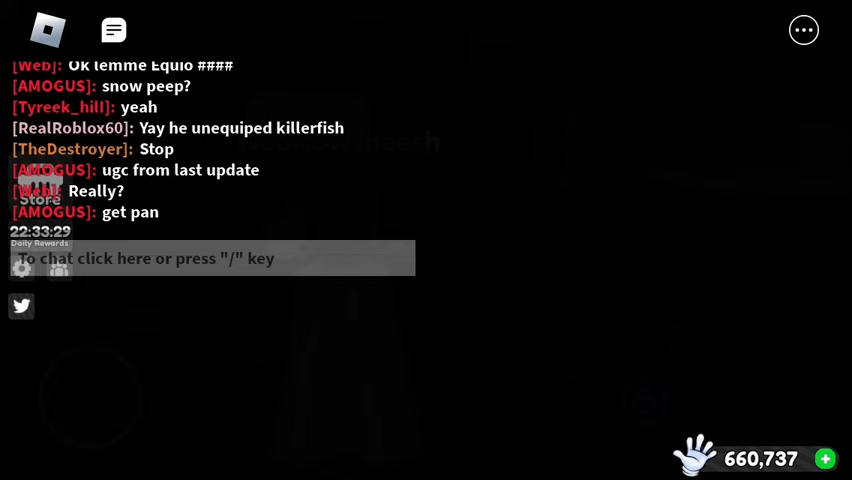 [Web]: Ok lemme Equio ####
[AMOGUS]: snow peep?
[Tyreek_hill]: yeah
[RealRoblox60]: Yay he unequiped killerfish
[TheDestroyer]: Stop
[AMOGUS]: ugc from last update
[Web]: Really?
Store
[AMOGUS]: get pan
22:33:29
Daily Rewards
To chat click here or press "/" key
660,737